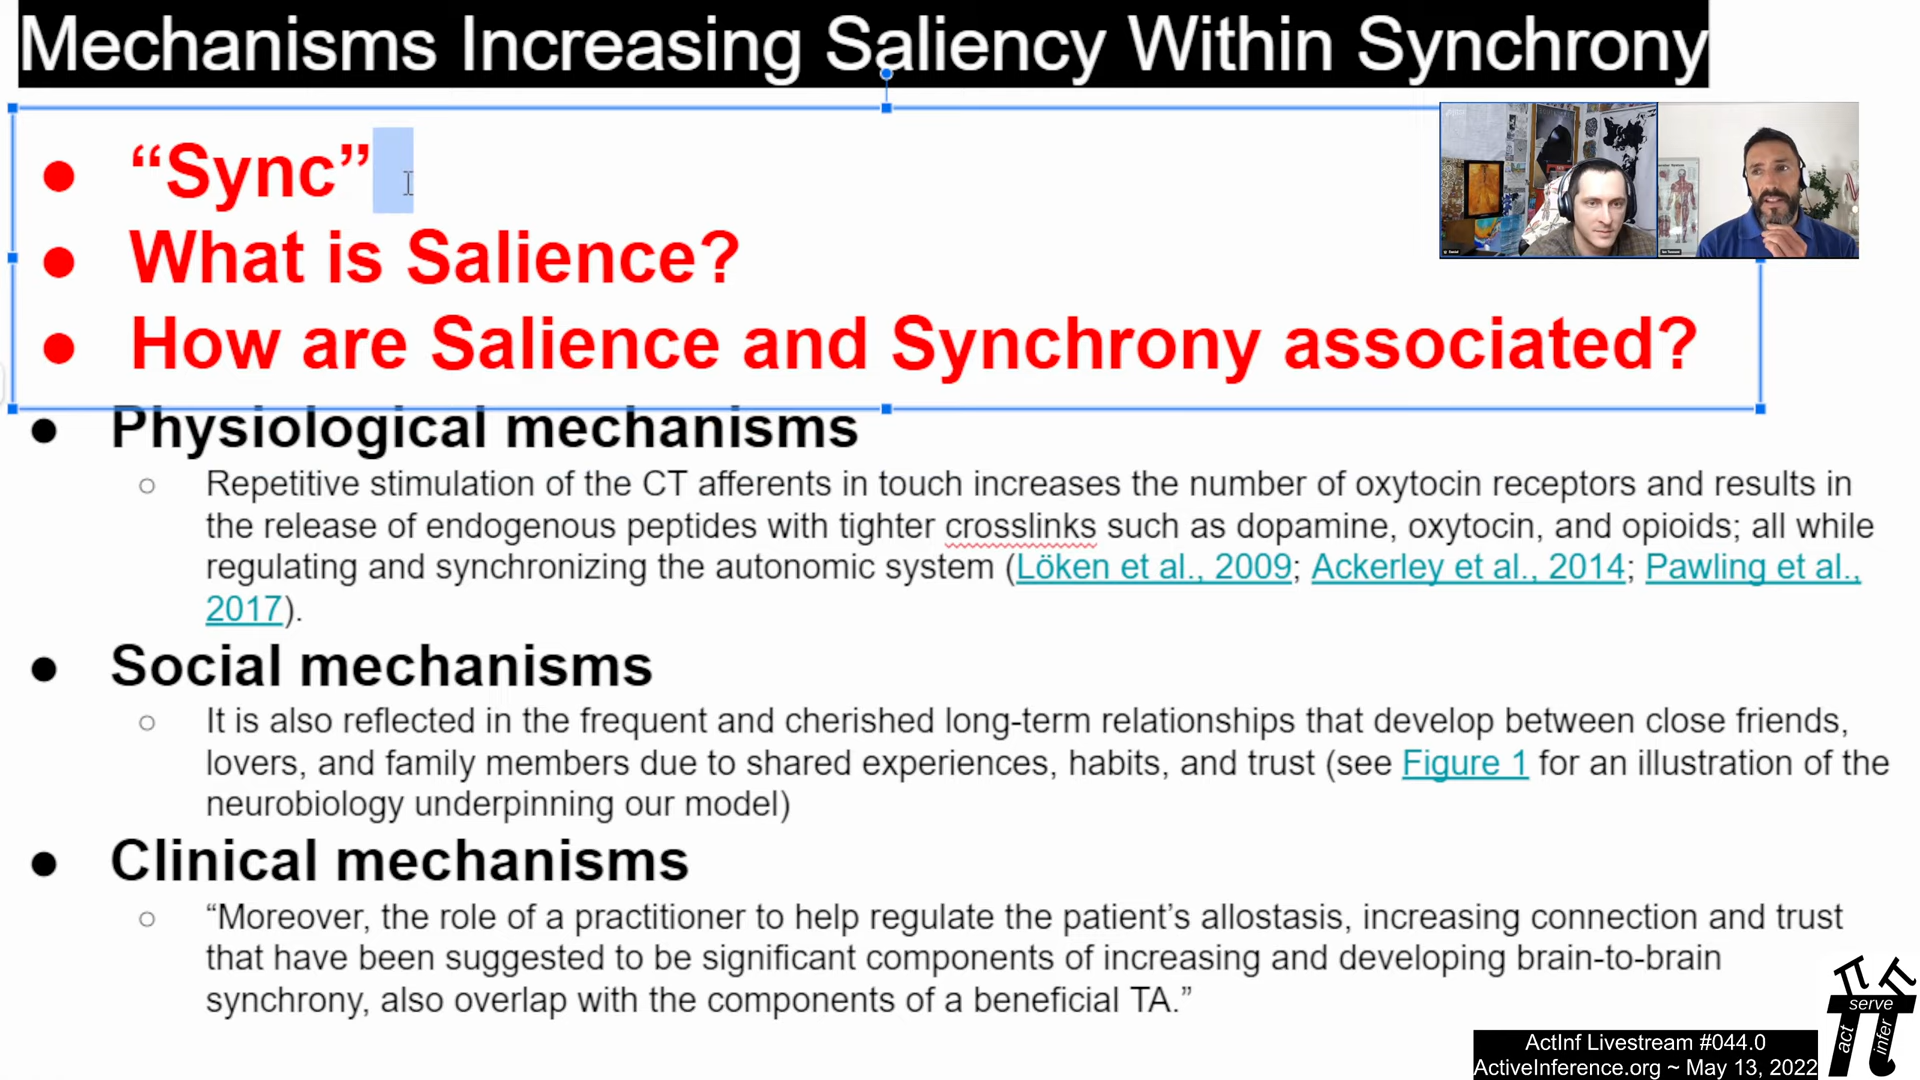 Mechanisms Increasing Saliency Within Synchrony
● “Sync”
● What is Salience?
● How are Salience and Synchrony associated?
● Physiological mechanisms
○ Repetitive stimulation of the CT afferents in touch increases the number of oxytocin receptors and results in
the release of endogenous peptides with tighter crosslinks such as dopamine, oxytocin, and opioids; all while
regulating and synchronizing the autonomic system (Löken et al., 2009; Ackerley et al., 2014; Pawling et al.,
2017).
● Social mechanisms
○ It is also reflected in the frequent and cherished long-term relationships that develop between close friends,
lovers, and family members due to shared experiences, habits, and trust (see Figure 1 for an illustration of the
neurobiology underpinning our model)
● Clinical mechanisms
○ “Moreover, the role of a practitioner to help regulate the patient’s allostasis, increasing connection and trust
that have been suggested to be significant components of increasing and developing brain-to-brain
synchrony, also overlap with the components of a beneficial TA.”
serve
act
infer
ActInf Livestream #044.0
ActiveInference.org ~ May 13, 2022